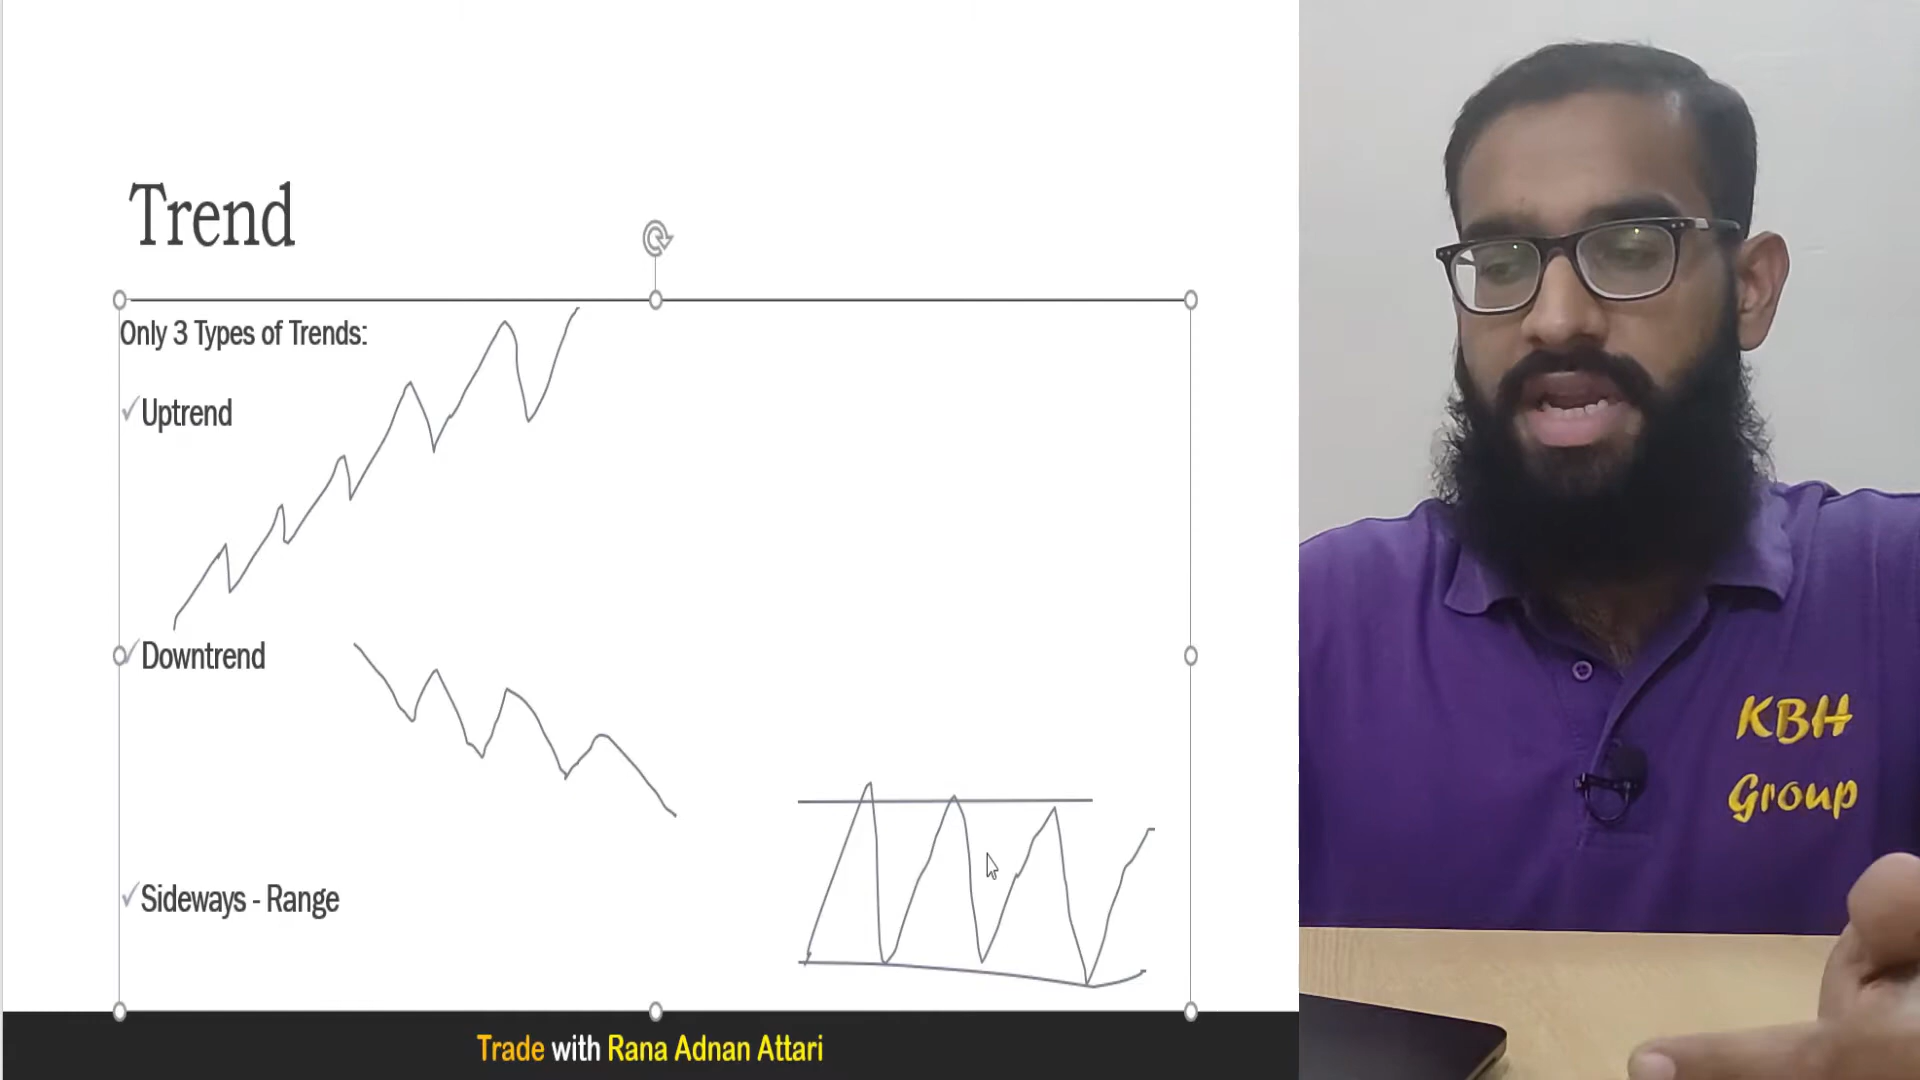 Trend
Only 3 Types of Trends:
Uptrend
Downtrend
Sideways - Range
Trade with Rana Adnan Attari
KBH
Group